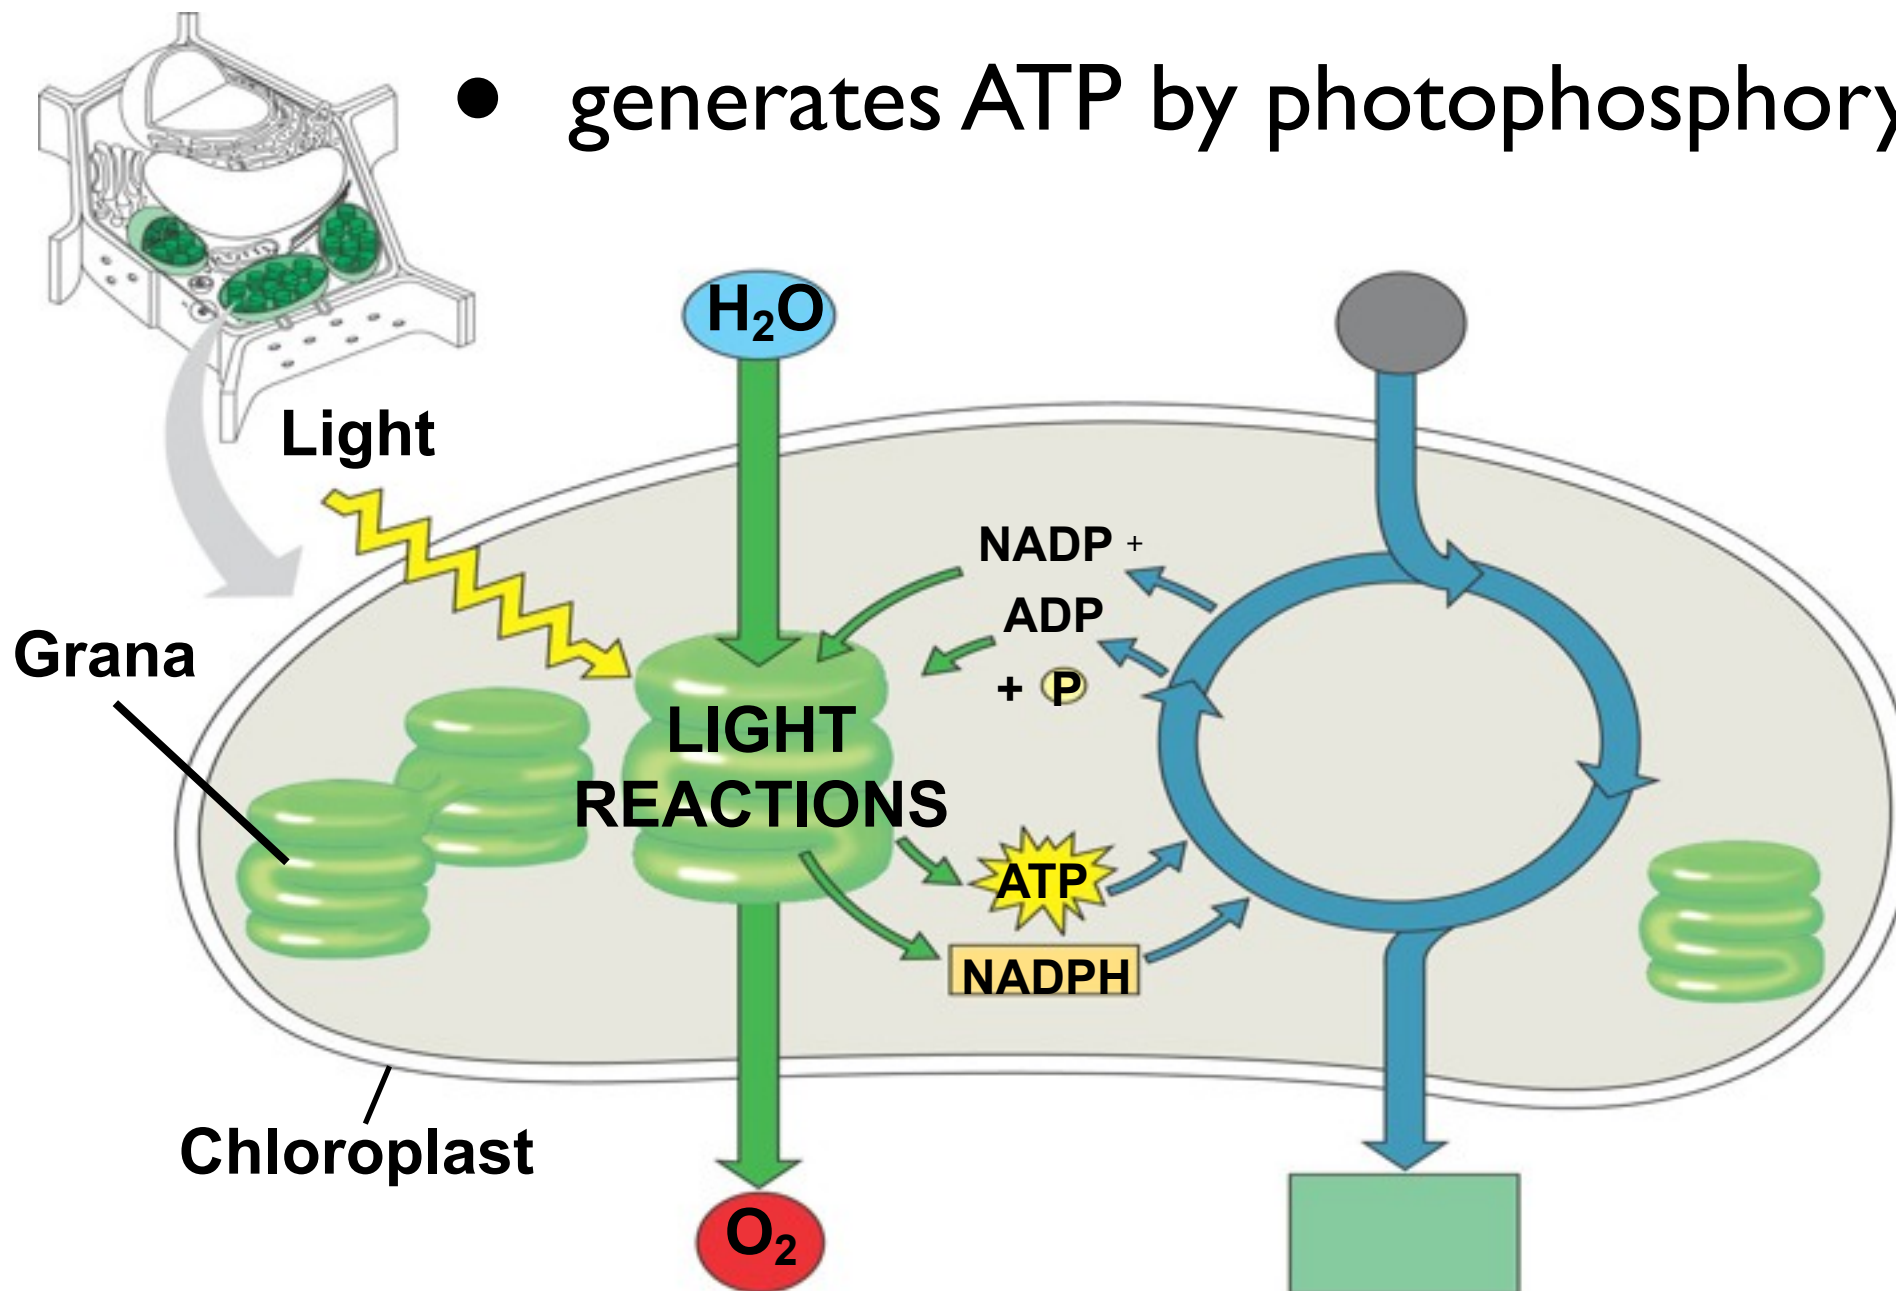 ● generates ATP by photophosphory
H₂O
Light
NADP +
ADP
+ P
Grana
LIGHT
REACTIONS
ATP
NADPH
Chloroplast
O₂